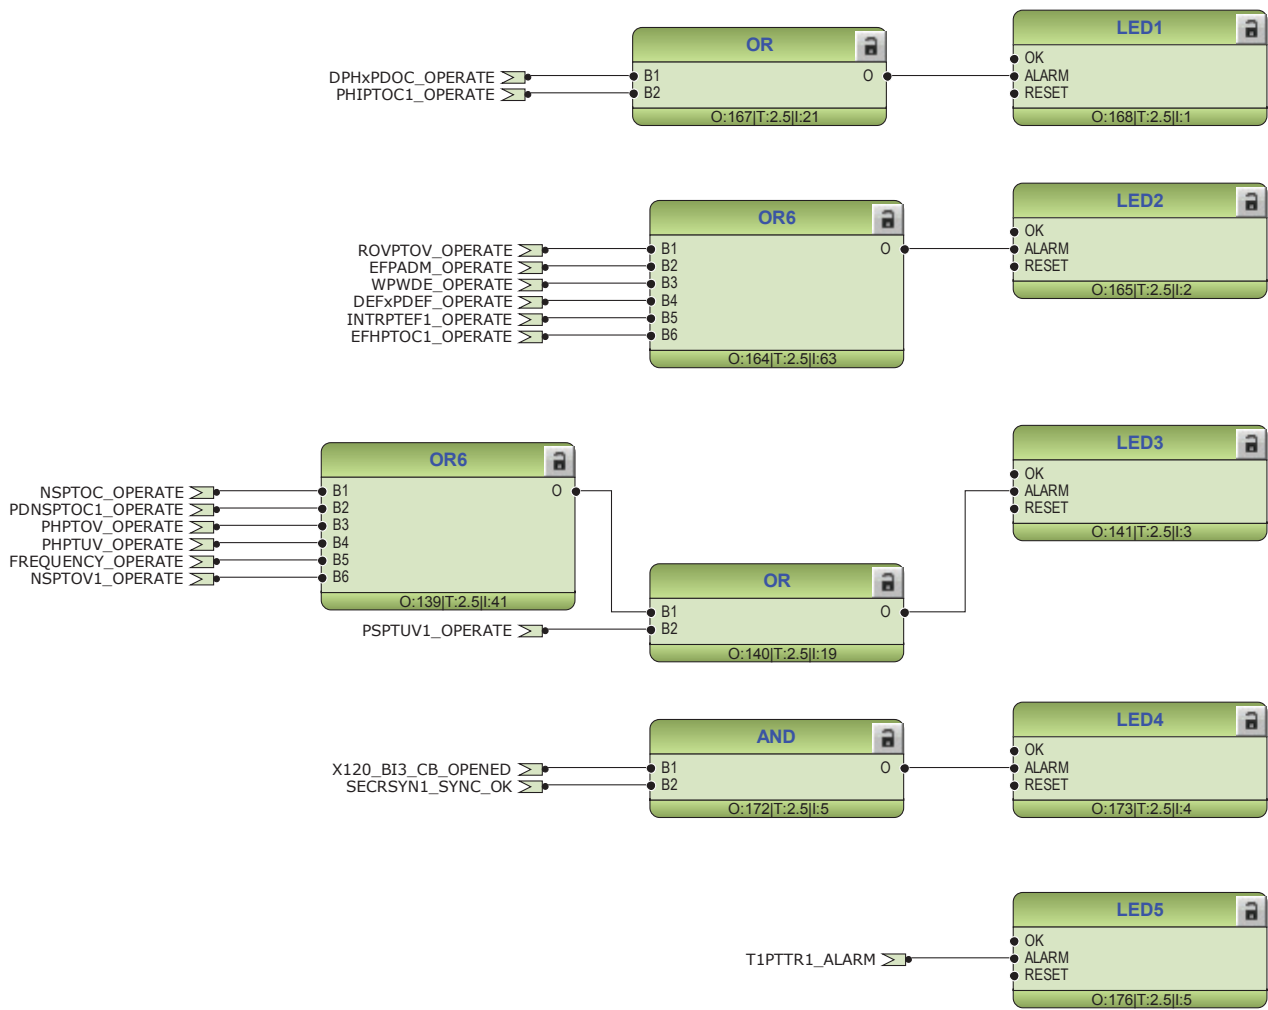 OR
DPHxPDOC_OPERATE
PHIPTOC1_OPERATE
B1
B2
O
O:167|T:2.5|I:21
LED1
OK
ALARM
RESET
O:168|T:2.5|I:1
OR6
ROVPTOV_OPERATE
EFPADM_OPERATE
WPWDE_OPERATE
DEFxPDEF_OPERATE
INTRPTEF1_OPERATE
EFHPTOC1_OPERATE
B1
B2
B3
B4
B5
B6
O
O:164|T:2.5|I:63
LED2
OK
ALARM
RESET
O:165|T:2.5|I:2
OR6
NSPTOC_OPERATE
PDNSPTOC1_OPERATE
PHPTOV_OPERATE
PHPTUV_OPERATE
FREQUENCY_OPERATE
NSPTOV1_OPERATE
B1
B2
B3
B4
B5
B6
O
O:139|T:2.5|I:41
OR
PSPTUV1_OPERATE
B1
B2
O
O:140|T:2.5|I:19
LED3
OK
ALARM
RESET
O:141|T:2.5|I:3
AND
X120_BI3_CB_OPENED
SECRSYN1_SYNC_OK
B1
B2
O
O:172|T:2.5|I:5
LED4
OK
ALARM
RESET
O:173|T:2.5|I:4
T1PTTR1_ALARM
LED5
OK
ALARM
RESET
O:176|T:2.5|I:5